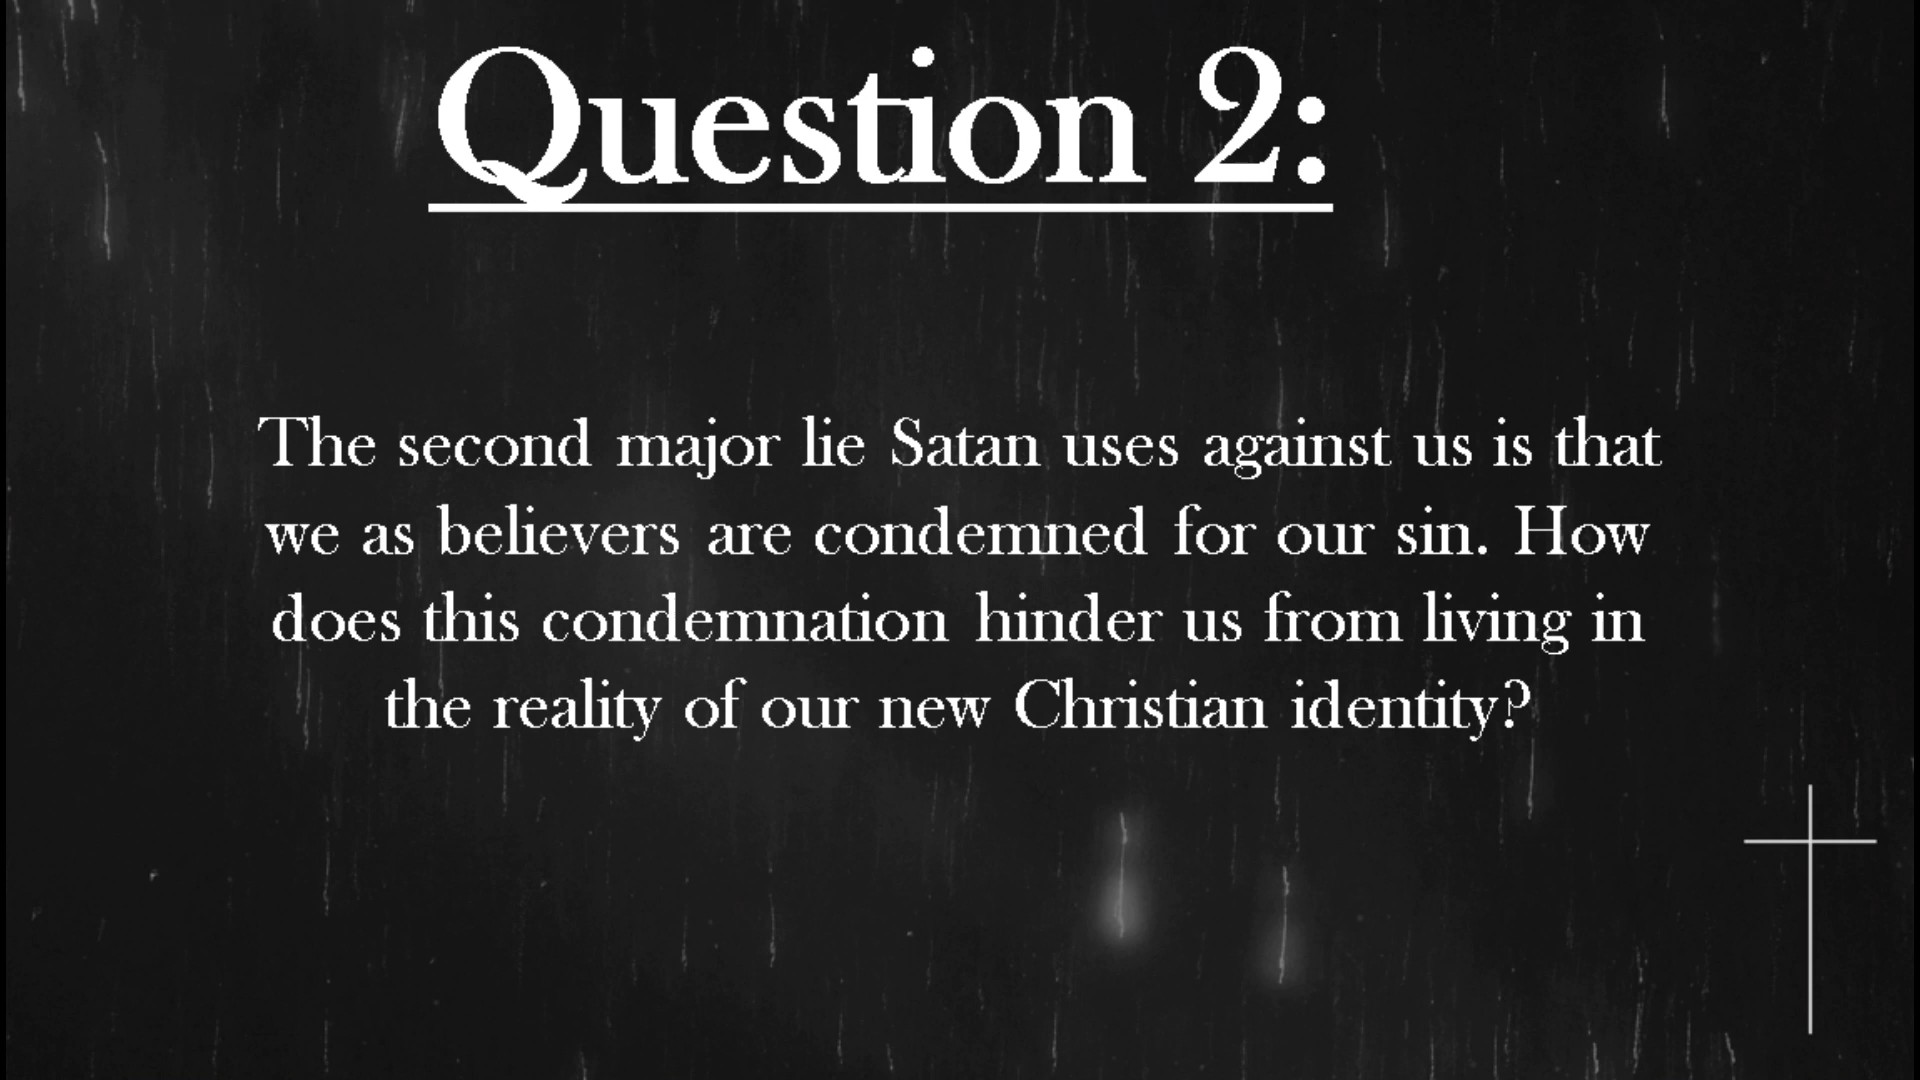 Question 2:
The second major lie Satan uses against us is that
we as believers are condemned for our sin. How
does this condemnation hinder us from living in
the reality of our new Christian identity?